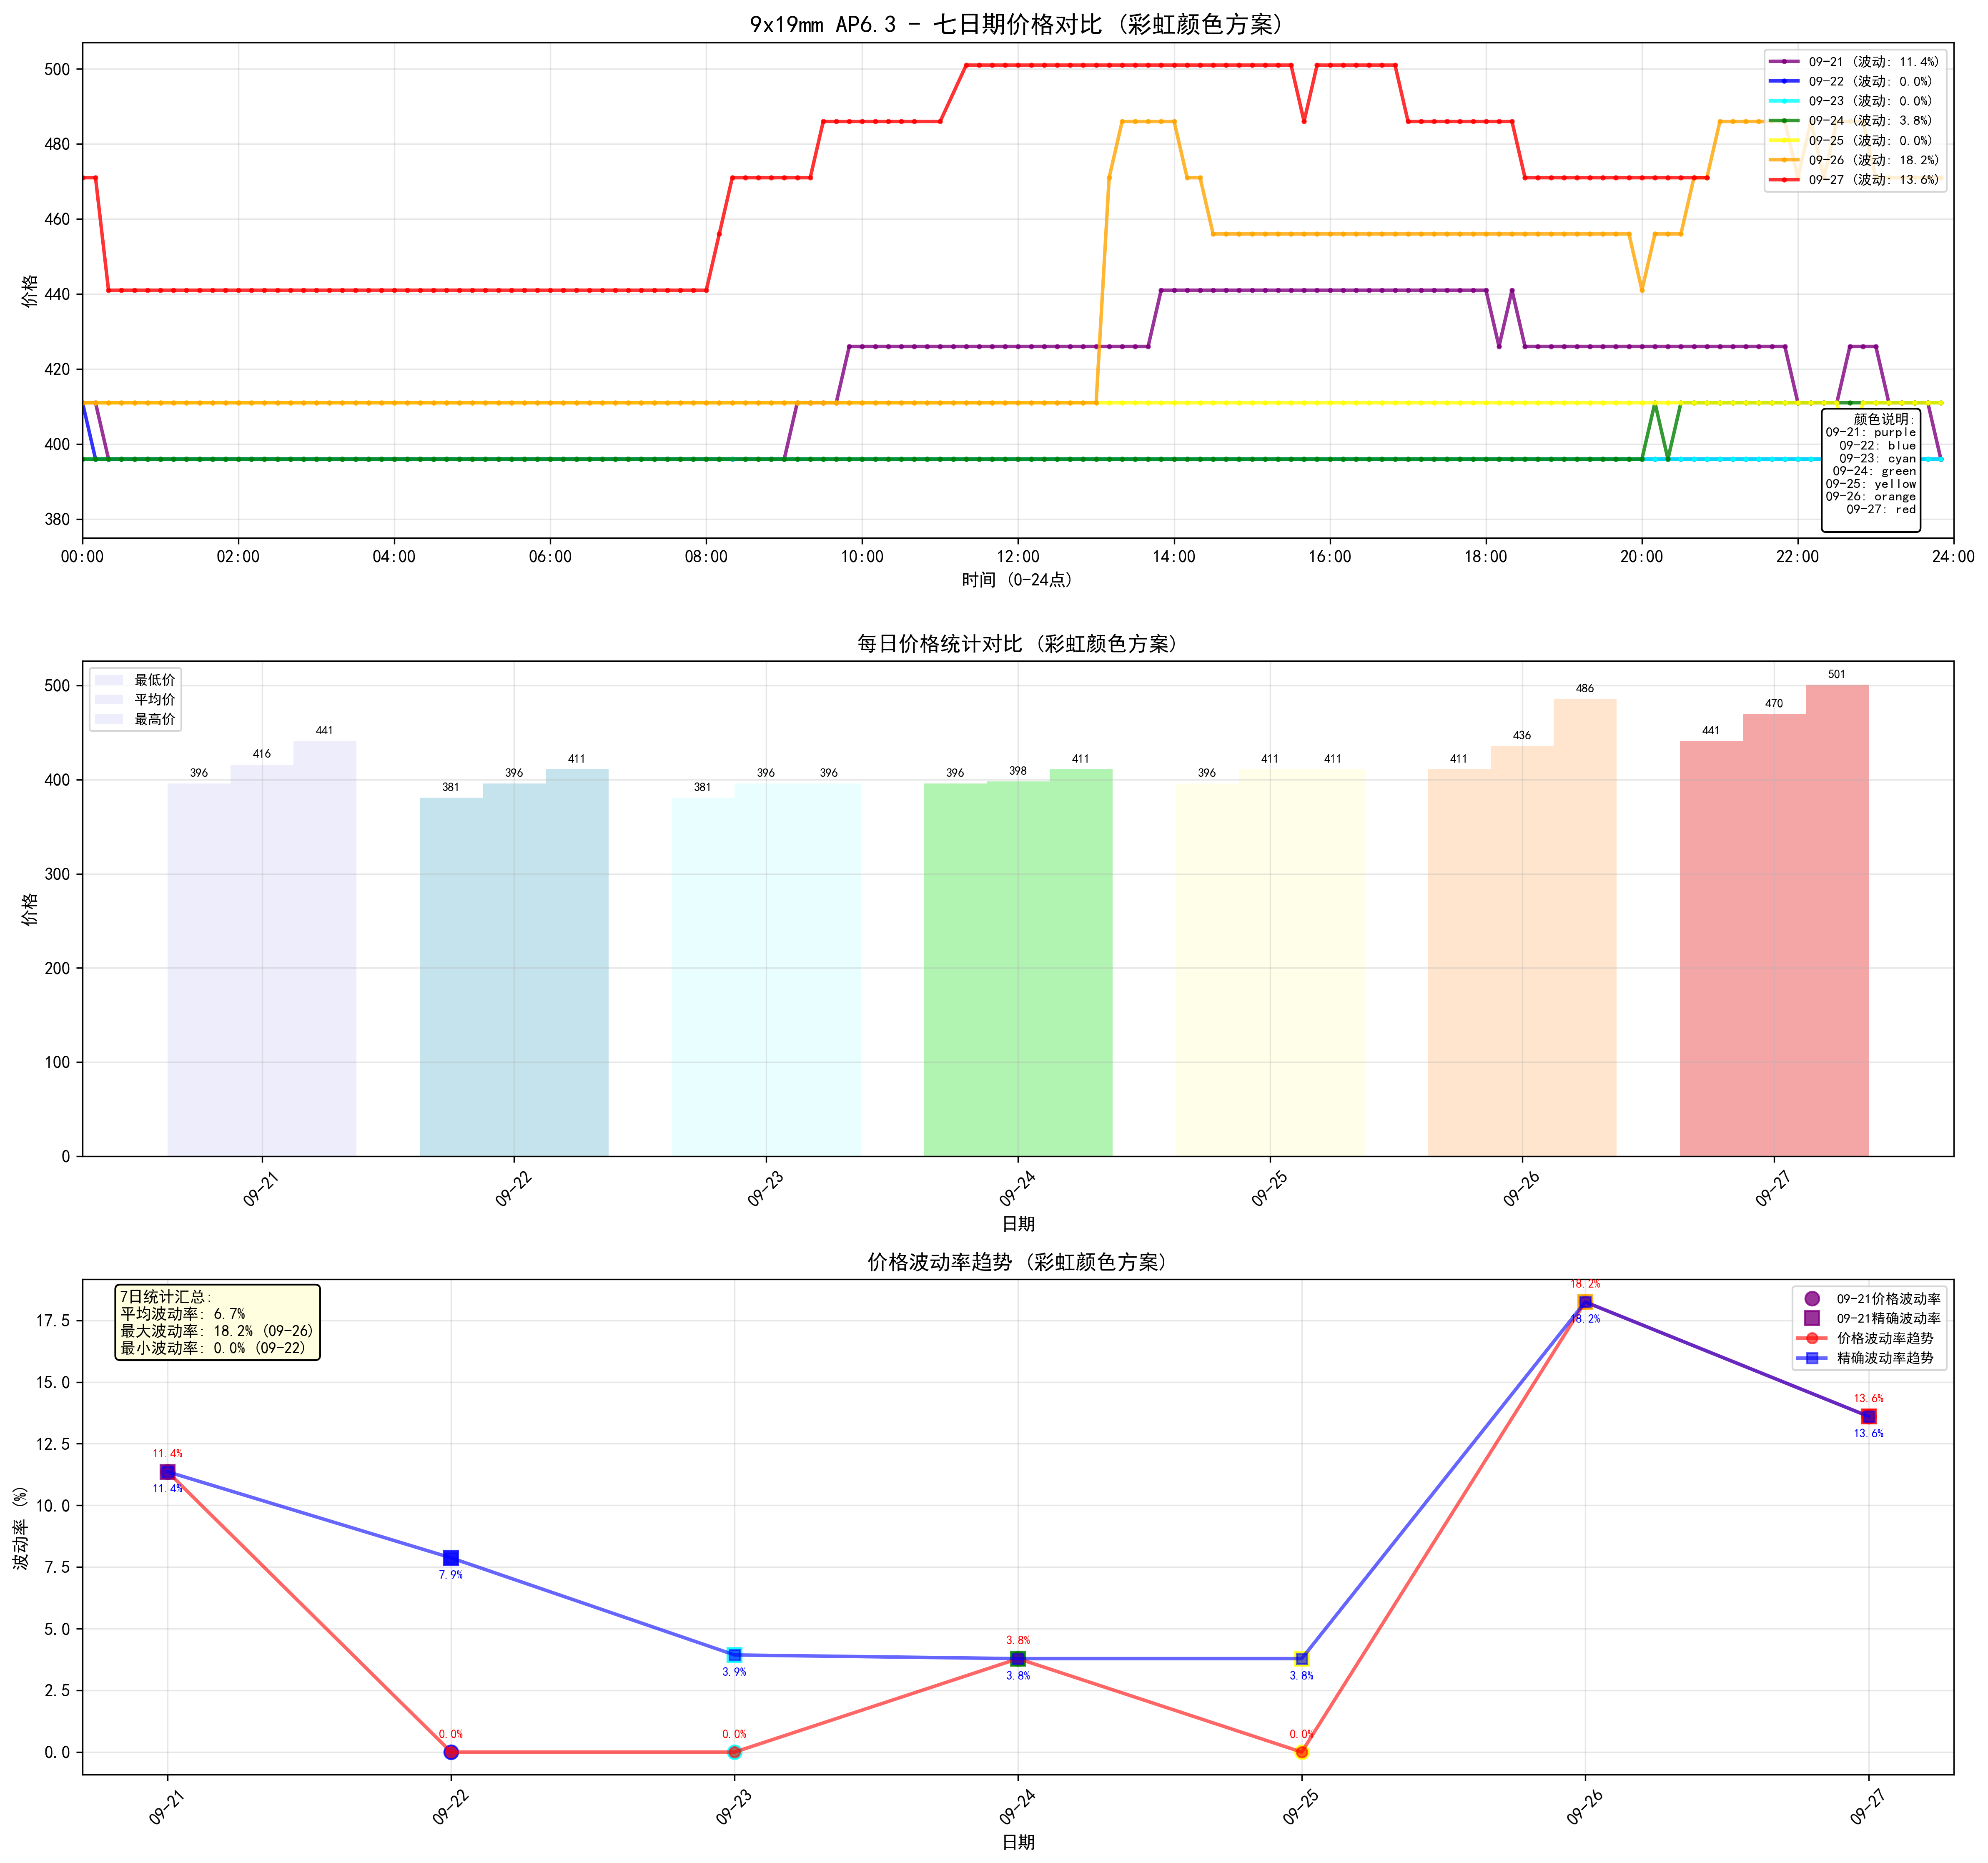 9x19mm AP6.3 - 七日期价格对比 (彩虹颜色方案)
价格
500
480
460
440
420
400
380
09-21 (波动: 11.4%)
09-22 (波动: 0.0%)
09-23 (波动: 0.0%)
09-24 (波动: 3.8%)
09-25 (波动: 0.0%)
09-26 (波动: 18.2%)
09-27 (波动: 13.6%)
颜色说明:
09-21: purple
09-22: blue
09-23: cyan
09-24: green
09-25: yellow
09-26: orange
09-27: red
00:00 02:00 04:00 06:00 08:00 10:00 12:00 14:00 16:00 18:00 20:00 22:00 24:00
时间 (0-24点)
每日价格统计对比 (彩虹颜色方案)
价格
500
400
300
200
100
0
最低价
平均价
最高价
396 416 441
381 396 411
381 396 396
396 398 411
396 411 411
411 436 486
441 470 501
09-21 09-22 09-23 09-24 09-25 09-26 09-27
日期
价格波动率趋势 (彩虹颜色方案)
波动率 (%)
17.5
15.0
12.5
10.0
7.5
5.0
2.5
0.0
7日统计汇总:
平均波动率: 6.7%
最大波动率: 18.2% (09-26)
最小波动率: 0.0% (09-22)
09-21价格波动率
09-21精确波动率
价格波动率趋势
精确波动率趋势
11.4%
11.4%
7.9%
0.0%
3.9%
0.0%
3.8%
3.8%
3.8%
0.0%
18.2%
18.2%
13.6%
13.6%
09-21 09-22 09-23 09-24 09-25 09-26 09-27
日期